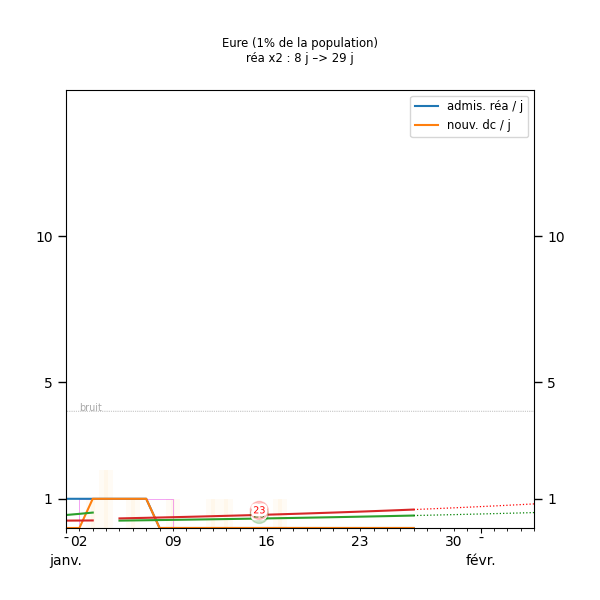 Eure (1% de la population)
réa x2 : 8 j –> 29 j
admis. réa / j
nouv. dc / j
10 10
5 5
bruit
1 1
23
02 09 16 23 30
janv. févr.